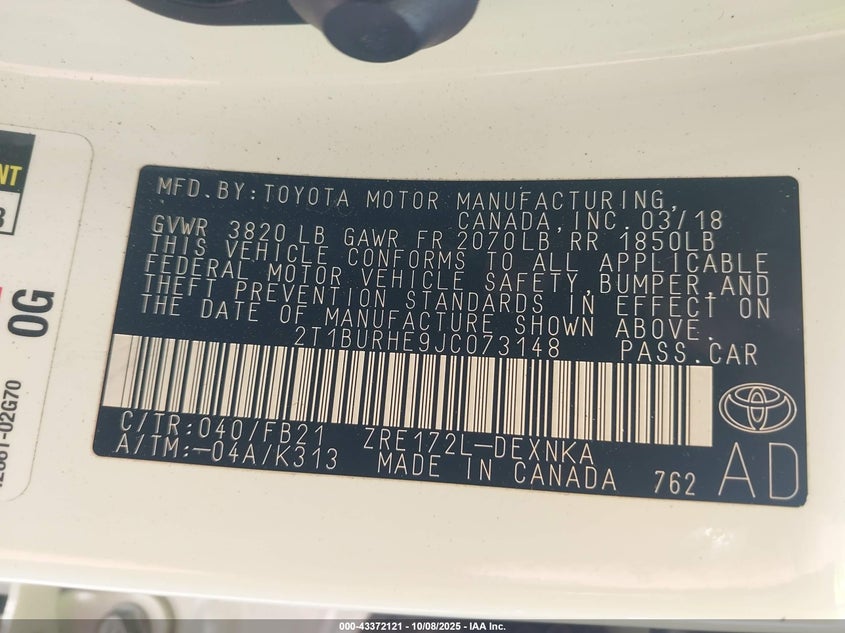 MFD.BY:TOYOTA MOTOR MANUFACTURING,
CANADA,INC. 03/18
GVWR 3820 LB GAWR FR 2070LB RR 1850LB
THIS VEHICLE CONFORMS TO ALL APPLICABLE
FEDERAL MOTOR VEHICLE SAFETY,BUMPER,AND
THEFT PREVENTION STANDARDS IN EFFECT ON
THE DATE OF MANUFACTURE SHOWN ABOVE.
2T1BURHE9JC073148 PASS.CAR
C/TR:040/FB21 ZRE172L-DEXNKA
A/TM:-04A/K313 MADE IN CANADA 762 AD
NT
OG
02G70
000-43372121 - 10/08/2025 - IAA Inc.